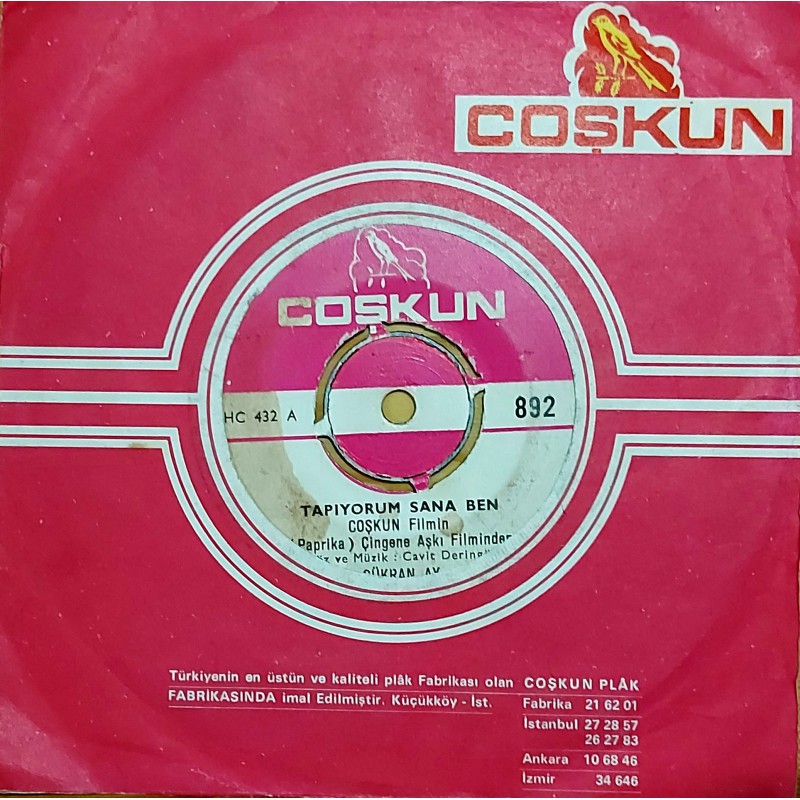 COŞKUN
COŞKUN
HC 432 A
892
TAPIYORUM SANA BEN
COŞKUN Filmin
(Paprika) Çingene Aşkı Filminden
ve Müzik : Cavit
AY
Türkiyenin en üstün ve kaliteli plâk Fabrikası olan COŞKUN PLÂK
FABRİKASINDA imal Edilmiştir. Küçükköy - İst.
Fabrika 21 62 01
İstanbul 27 28 57
26 27 83
Ankara 10 68 46
İzmir 34 646